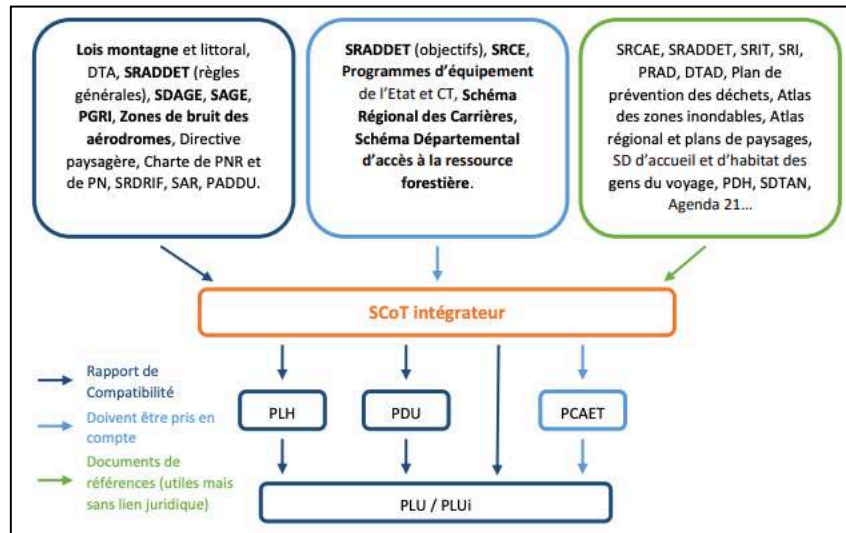 Lois montagne et littoral,
DTA, SRADDET (règles
générales), SDAGE, SAGE,
PGRI, Zones de bruit des
aérodromes, Directive
paysagère, Charte de PNR et
de PN, SRDRIF, SAR, PADDU.
SRADDET (objectifs), SRCE,
Programmes d'équipement
de l'Etat et CT, Schéma
Régional des Carrières,
Schéma Départemental
d'accès à la ressource
forestière.
SRCAE, SRADDET, SRIT, SRI,
PRAD, DTAD, Plan de
prévention des déchets, Atlas
des zones inondables, Atlas
régional et plans de paysages,
SD d'accueil et d'habitat des
gens du voyage, PDH, SDTAN,
Agenda 21...
SCoT intégrateur
Rapport de
Compatibilité
Doivent être pris en
compte
Documents de
références (utiles mais
sans lien juridique)
PLH
PDU
PCAET
PLU / PLUi